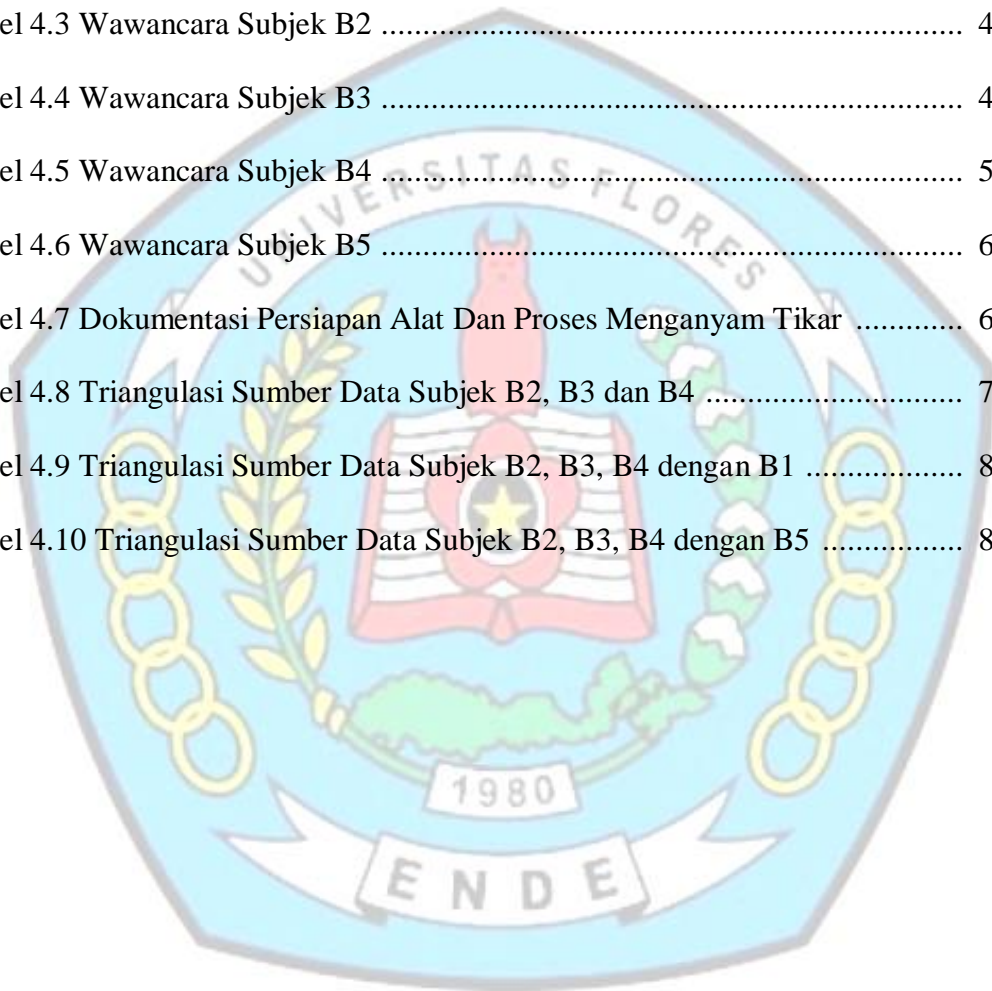 el 4.3 Wawancara Subjek B2 ...................................................................... 4
el 4.4 Wawancara Subjek B3 ...................................................................... 4
el 4.5 Wawancara Subjek B4 ...................................................................... 5
el 4.6 Wawancara Subjek B5 ...................................................................... 6
el 4.7 Dokumentasi Persiapan Alat Dan Proses Menganyam Tikar ............. 6
el 4.8 Triangulasi Sumber Data Subjek B2, B3 dan B4 ............................... 7
el 4.9 Triangulasi Sumber Data Subjek B2, B3, B4 dengan B1 ................... 8
el 4.10 Triangulasi Sumber Data Subjek B2, B3, B4 dengan B5 ................. 8
UNIVERSITAS FLORES
1980
ENDE